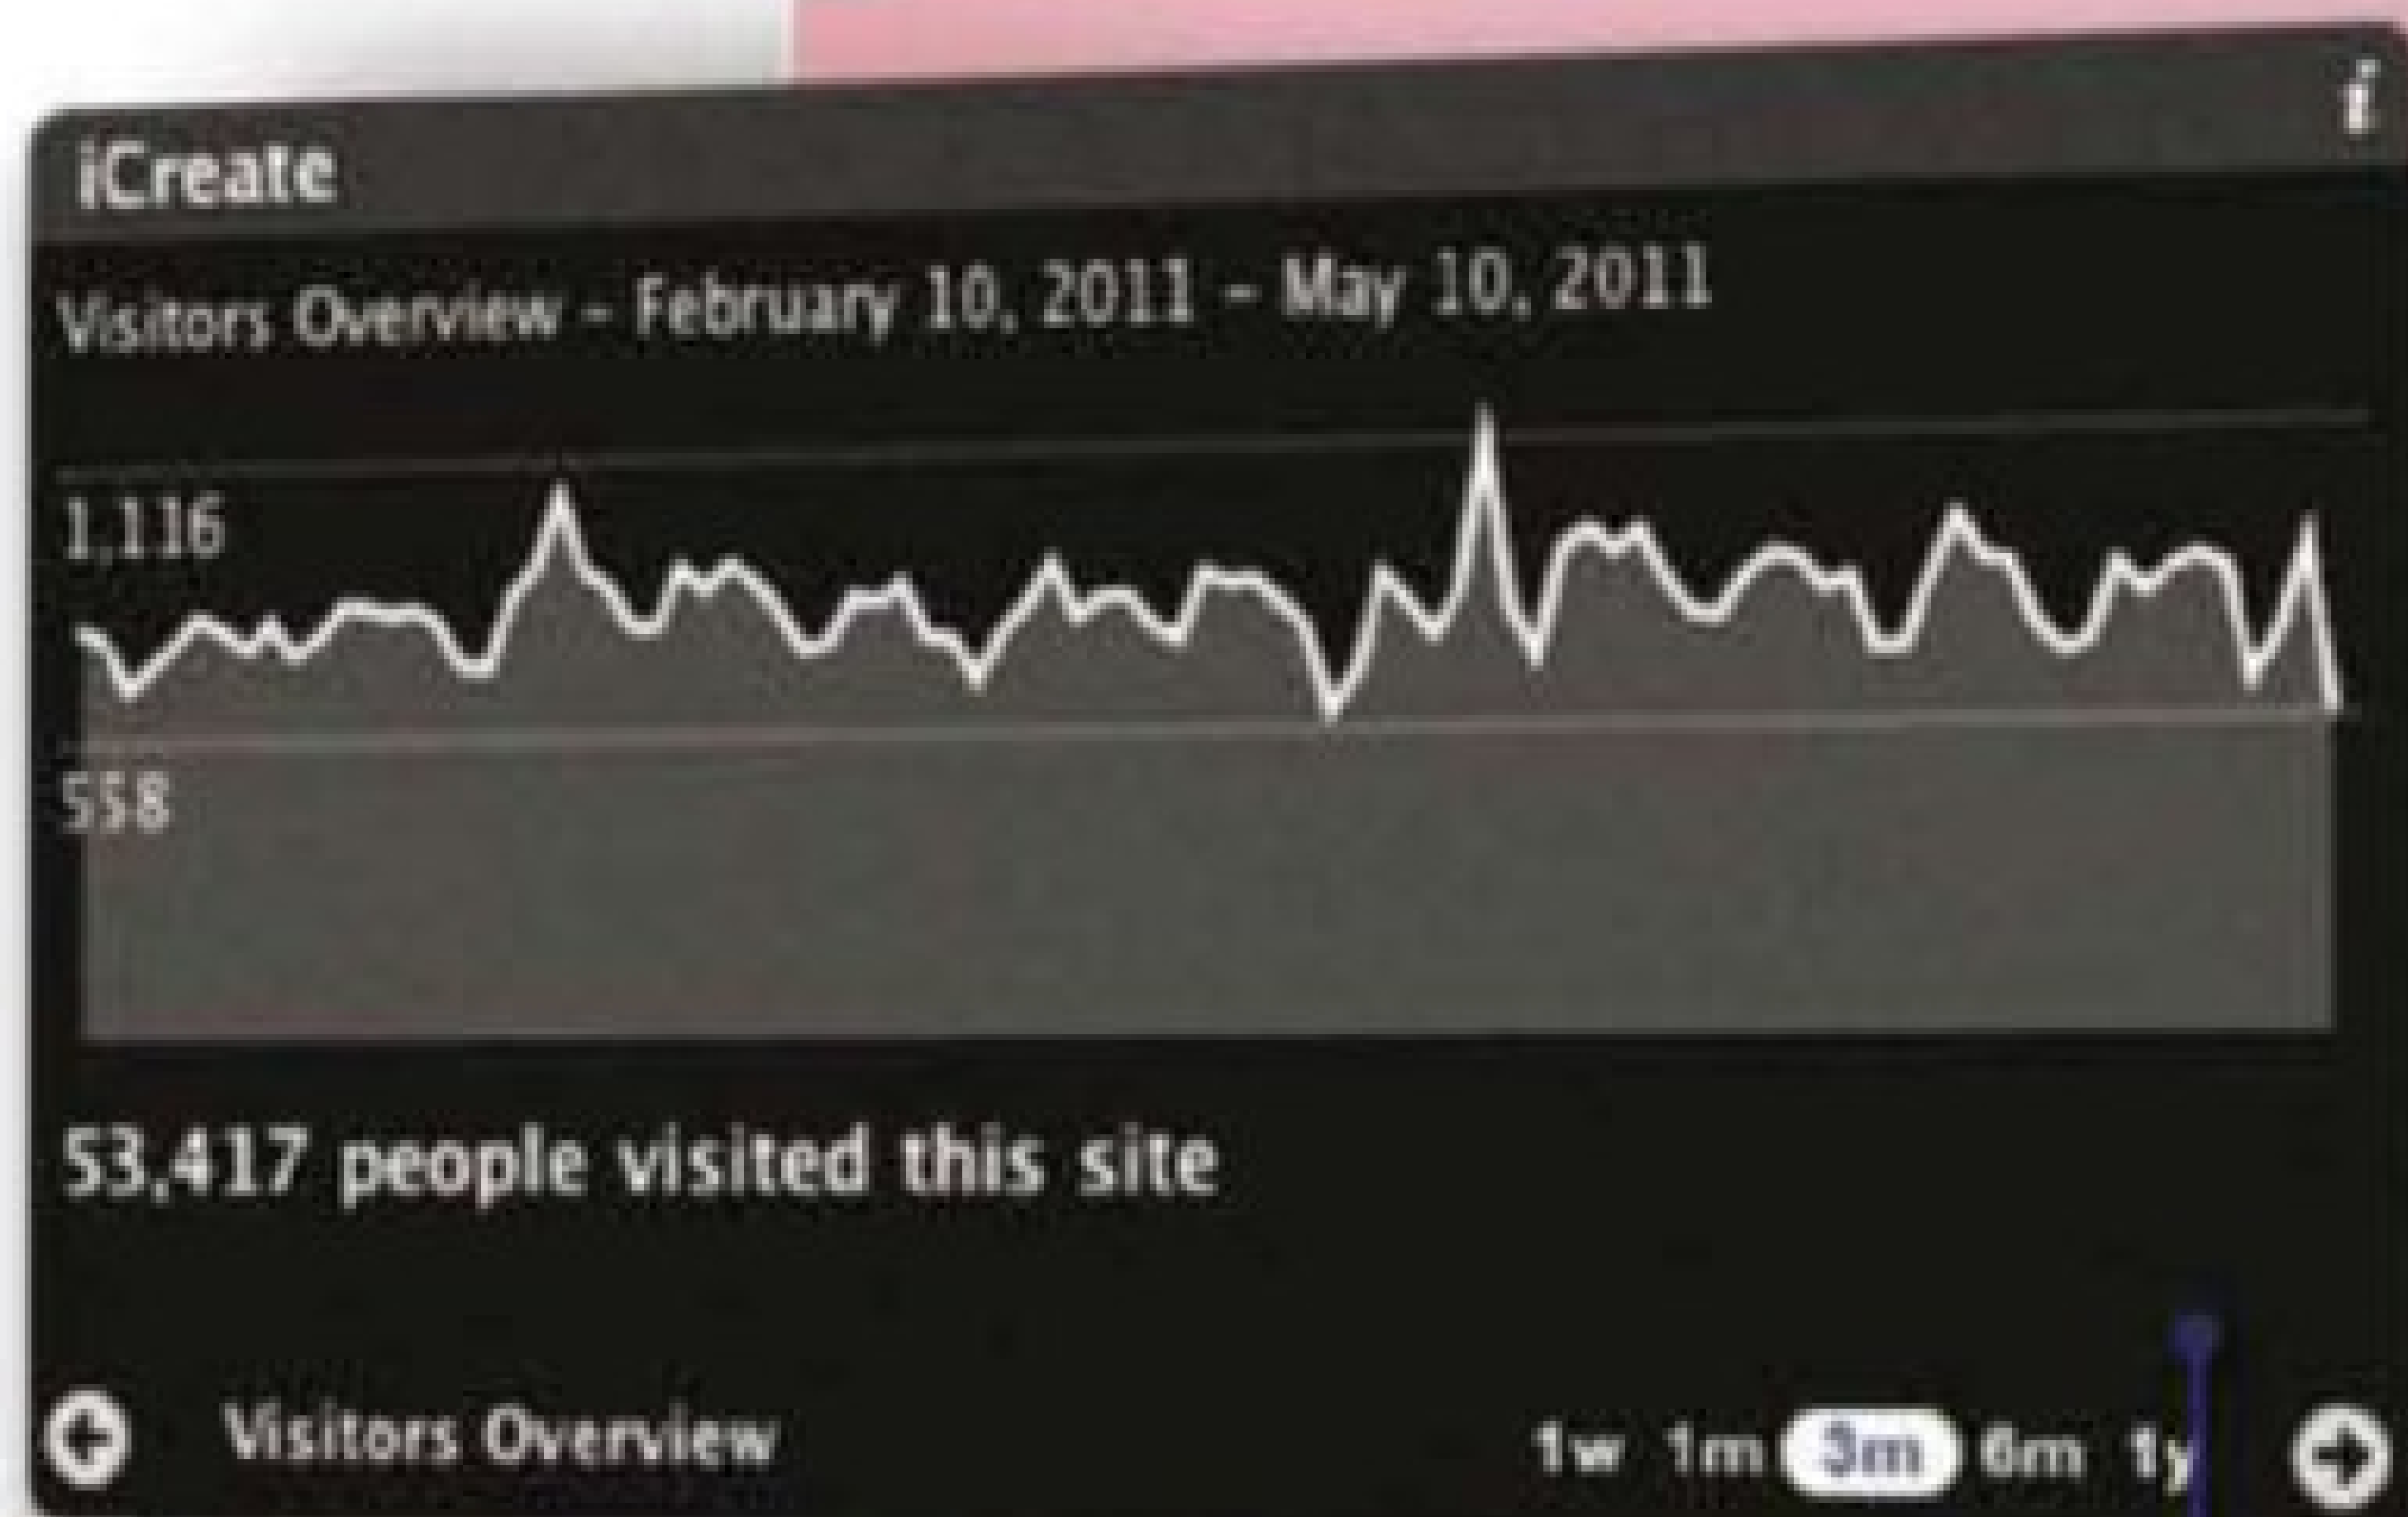 iCreate
i
Visitors Overview – February 10, 2011 – May 10, 2011
1,116
558
53,417 people visited this site
Visitors Overview 1w 1m 3m 6m 1y